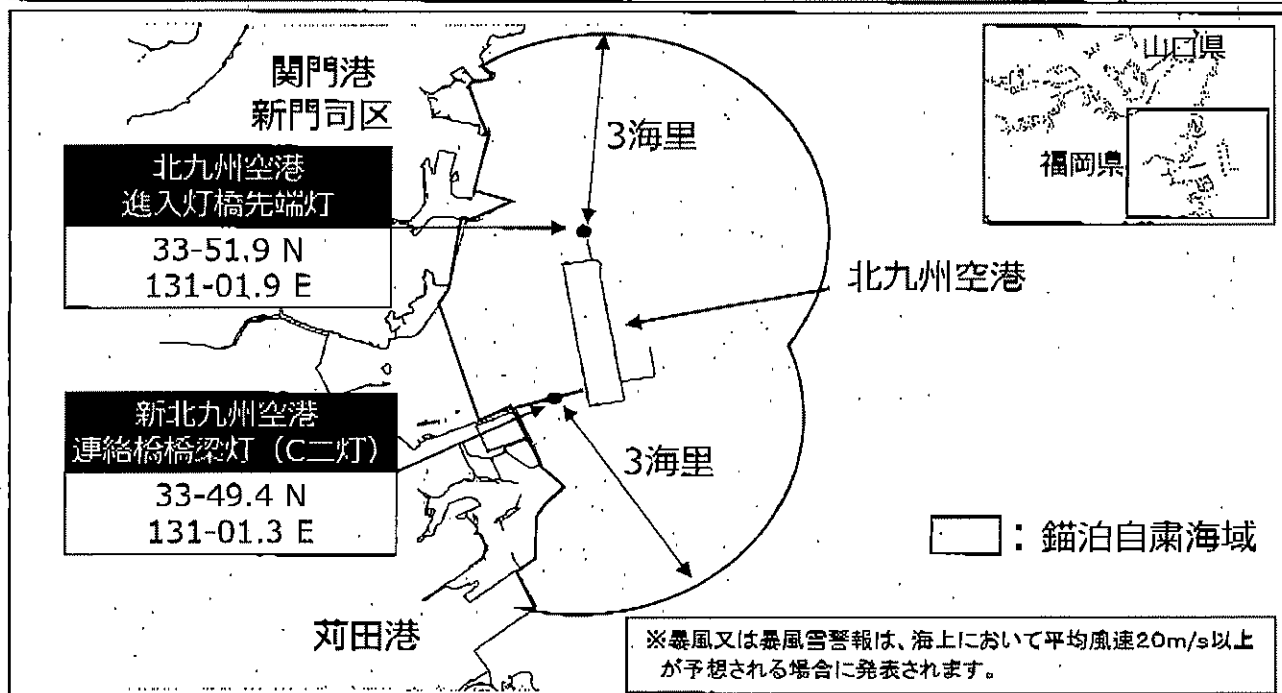 関門港
新門司区
3海里
山口県
福岡県
北九州空港
進入灯橋先端灯
33-51.9 N
131-01.9 E
北九州空港
新北九州空港
連絡橋橋梁灯（C二灯）
33-49.4 N
131-01.3 E
3海里
：錨泊自粛海域
苅田港
※暴風又は暴風雪警報は、海上において平均風速20m/s以上
が予想される場合に発表されます。